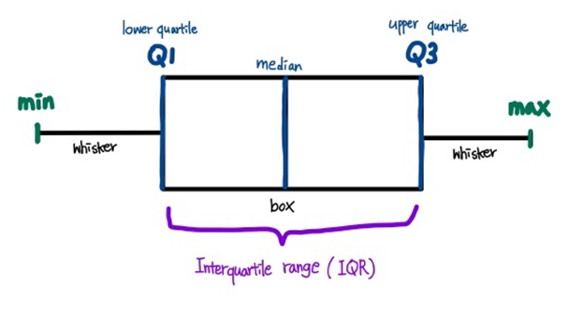 lower quartile
Q1
upper quartile
Q3
median
min
max
whisker
whisker
box
Interquartile range (IQR)